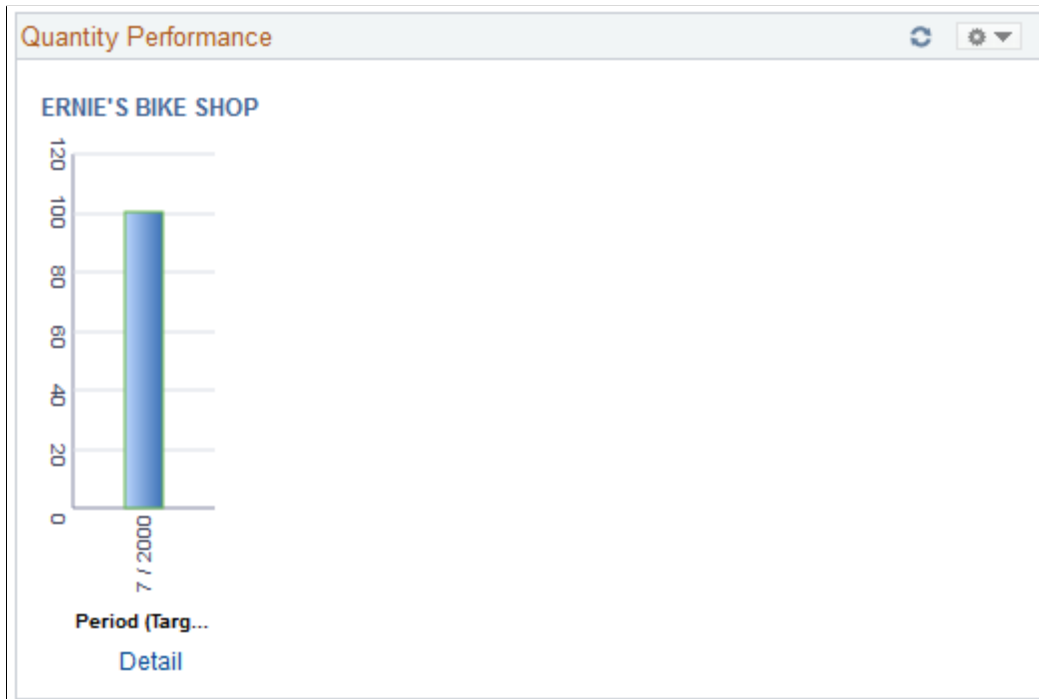 Quantity Performance
ERNIE'S BIKE SHOP
120
100
80
60
40
20
0
7 / 2000
Period (Targ...
Detail